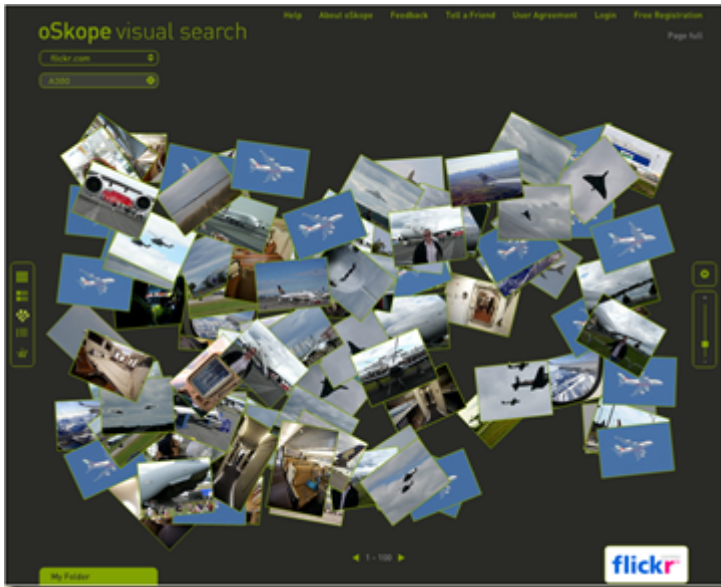 Help About oSkope Feedback Tell a Friend User Agreement Login Free Registration
oSkope visual search
Page full
flickr.com
A380
1 - 100
My Folder
flickr